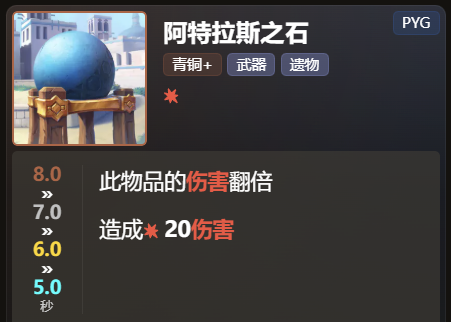 阿特拉斯之石
PYG
青铜+ 武器 遗物
8.0
»
7.0
»
6.0
»
5.0
秒
此物品的伤害翻倍
造成 20伤害